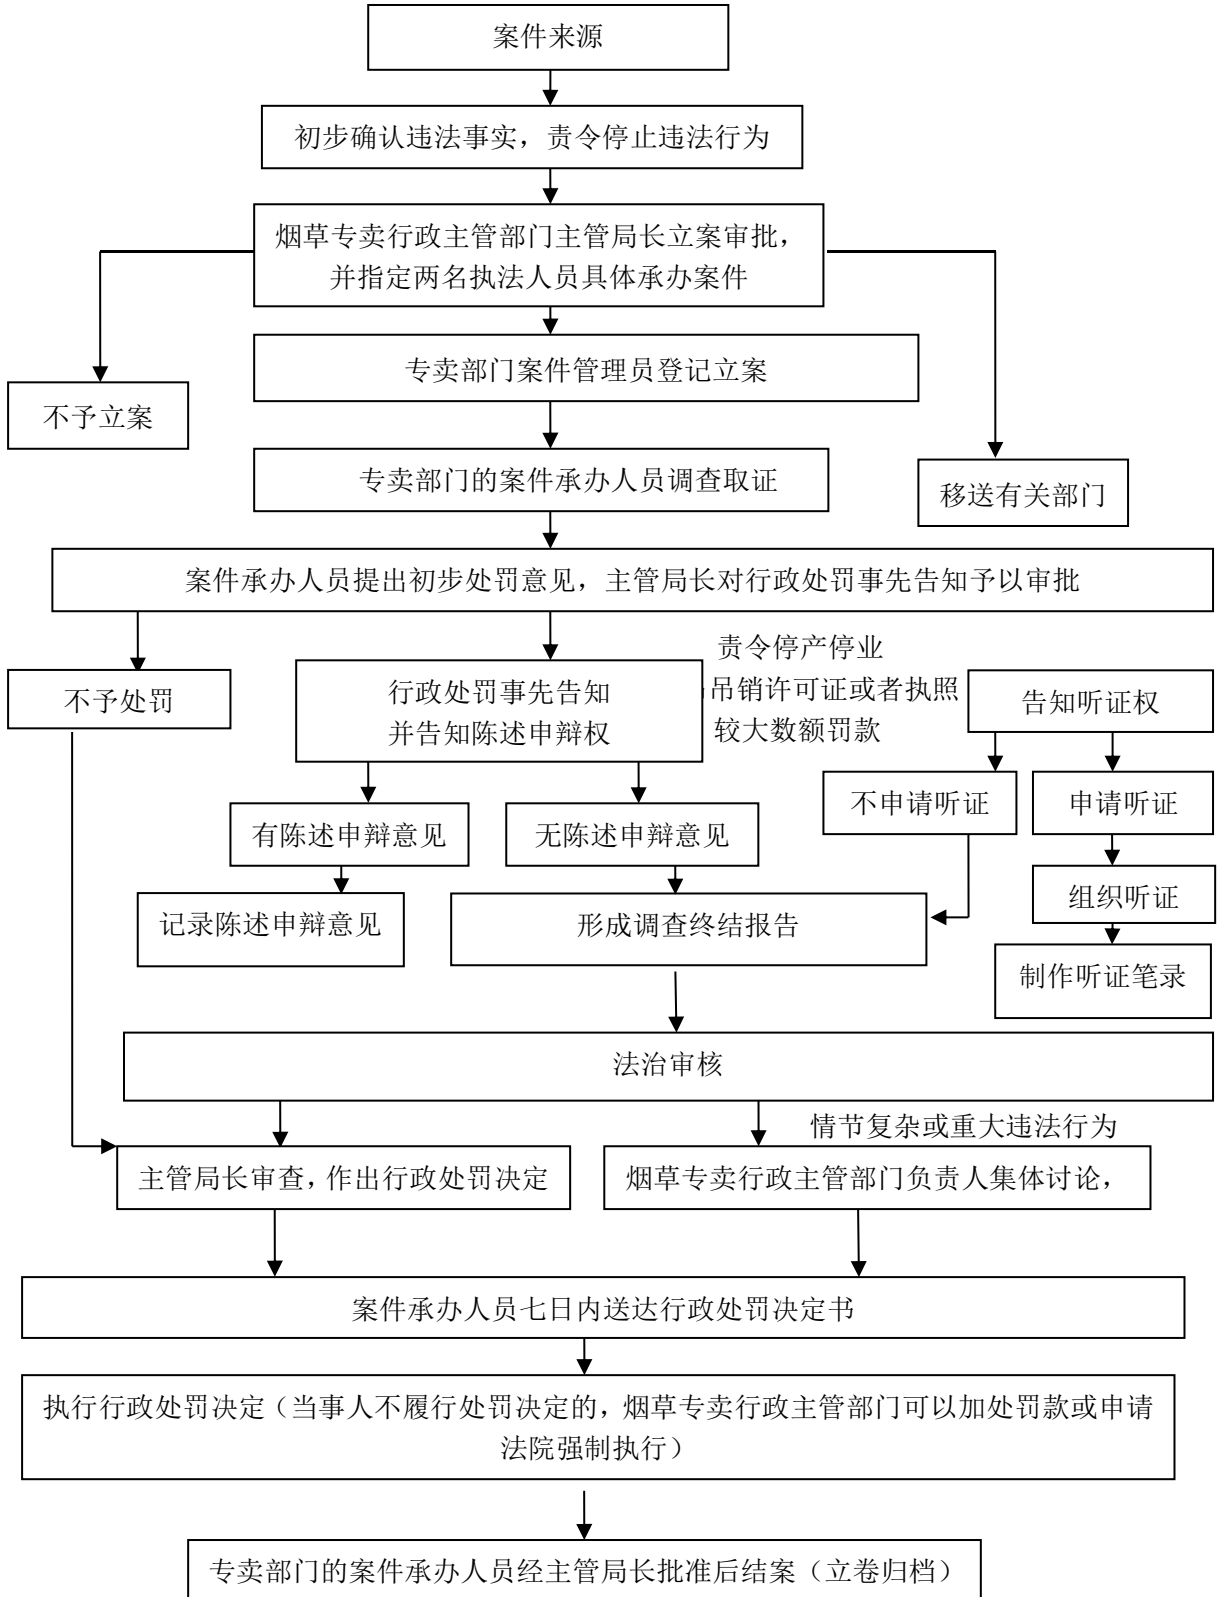 案件来源
初步确认违法事实，责令停止违法行为
烟草专卖行政主管部门主管局长立案审批，
并指定两名执法人员具体承办案件
专卖部门案件管理员登记立案
不予立案
专卖部门的案件承办人员调查取证
移送有关部门
案件承办人员提出初步处罚意见，主管局长对行政处罚事先告知予以审批
责令停产停业
不予处罚
行政处罚事先告知
并告知陈述申辩权
吊销许可证或者执照
较大数额罚款
告知听证权
不申请听证
申请听证
有陈述申辩意见
无陈述申辩意见
组织听证
记录陈述申辩意见
形成调查终结报告
制作听证笔录
法治审核
情节复杂或重大违法行为
主管局长审查，作出行政处罚决定
烟草专卖行政主管部门负责人集体讨论，
案件承办人员七日内送达行政处罚决定书
执行行政处罚决定（当事人不履行处罚决定的，烟草专卖行政主管部门可以加处罚款或申请
法院强制执行）
专卖部门的案件承办人员经主管局长批准后结案（立卷归档）